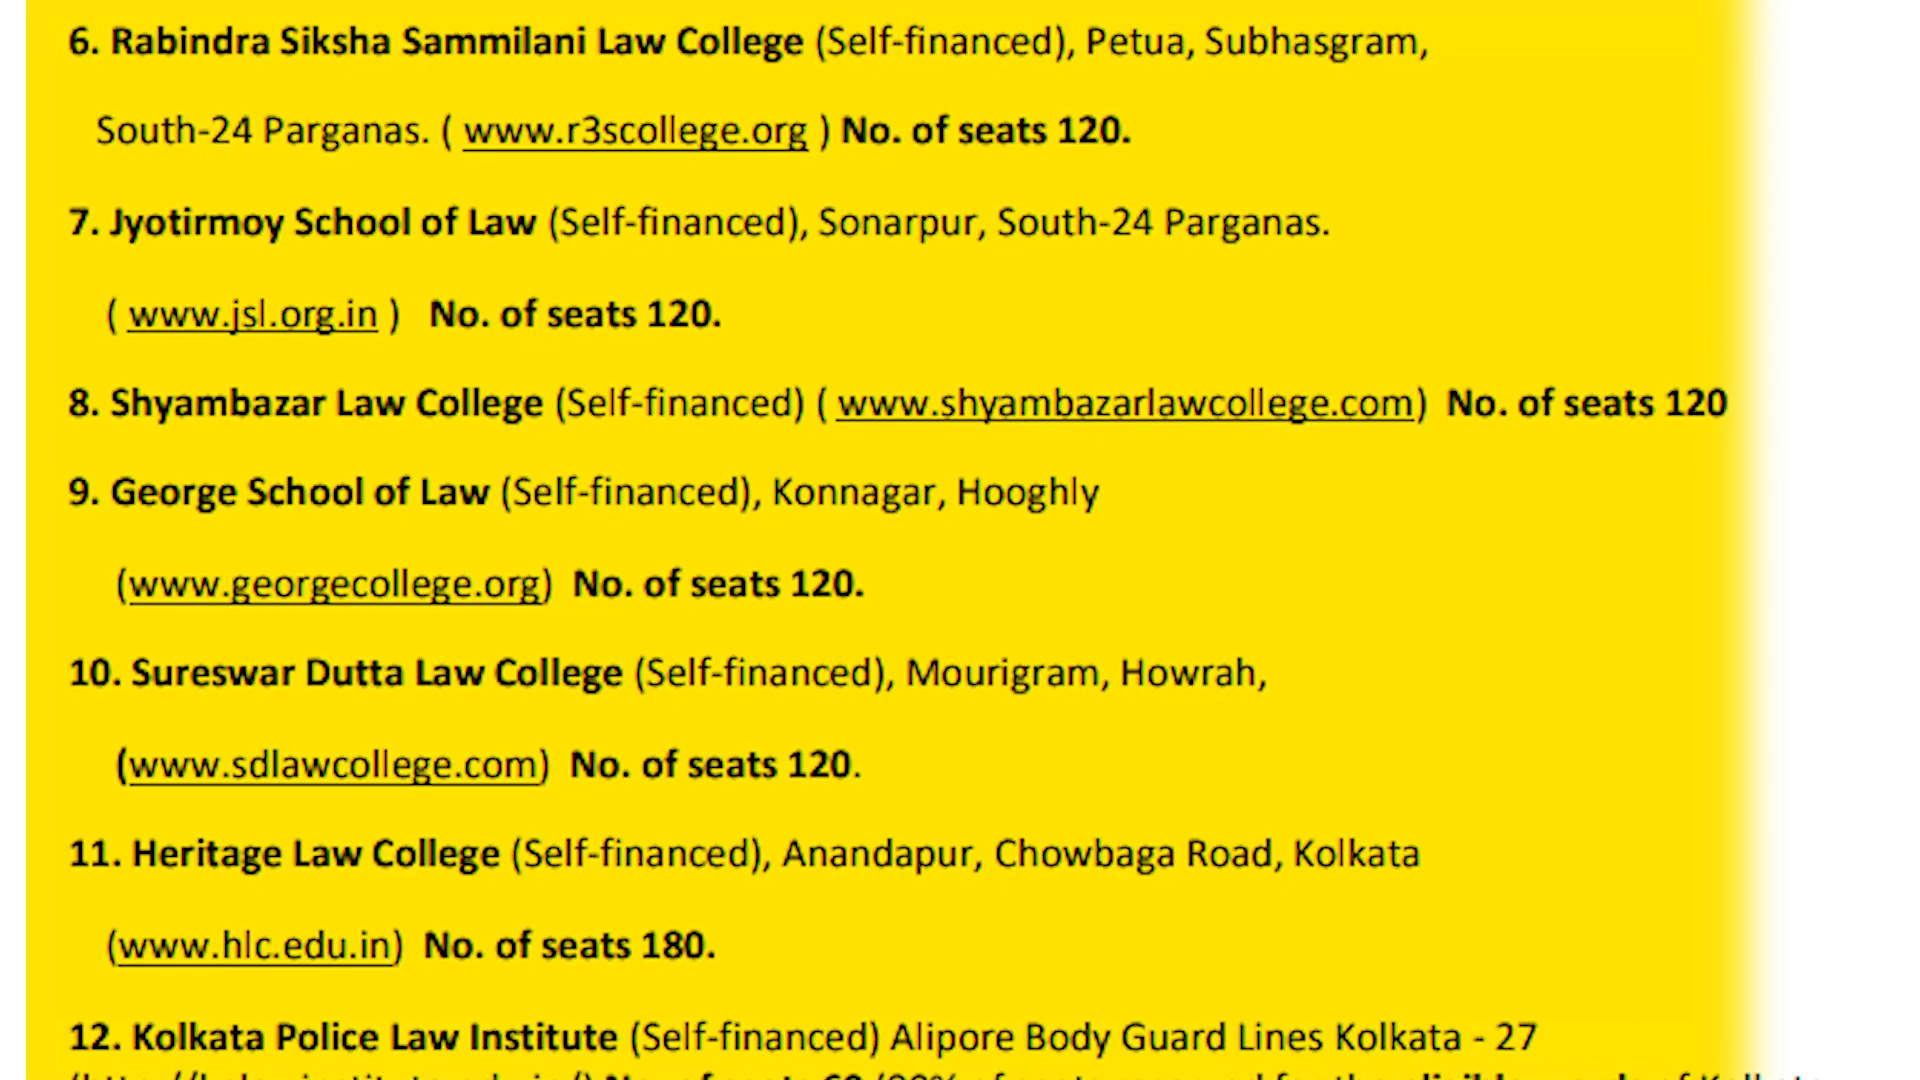 6. Rabindra Siksha Sammilani Law College (Self-financed), Petua, Subhasgram,
South-24 Parganas. ( www.r3scollege.org ) No. of seats 120.
7. Jyotirmoy School of Law (Self-financed), Sonarpur, South-24 Parganas.
( www.jsl.org.in ) No. of seats 120.
8. Shyambazar Law College (Self-financed) ( www.shyambazarlawcollege.com) No. of seats 120
9. George School of Law (Self-financed), Konnagar, Hooghly
(www.georgecollege.org) No. of seats 120.
10. Sureswar Dutta Law College (Self-financed), Mourigram, Howrah,
(www.sdlawcollege.com) No. of seats 120.
11. Heritage Law College (Self-financed), Anandapur, Chowbaga Road, Kolkata
(www.hlc.edu.in) No. of seats 180.
12. Kolkata Police Law Institute (Self-financed) Alipore Body Guard Lines Kolkata - 27